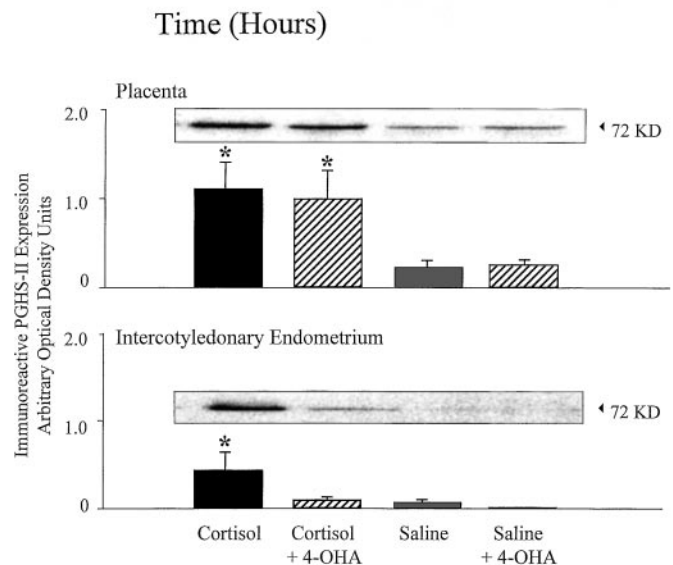 Time (Hours)
Placenta
2.0
◄ 72 KD
* *
1.0
0
Immunoreactive PGHS-II Expression
Arbitrary Optical Density Units
Intercotyledonary Endometrium
2.0
◄ 72 KD
1.0
*
0
Cortisol
Cortisol
+ 4-OHA
Saline
Saline
+ 4-OHA